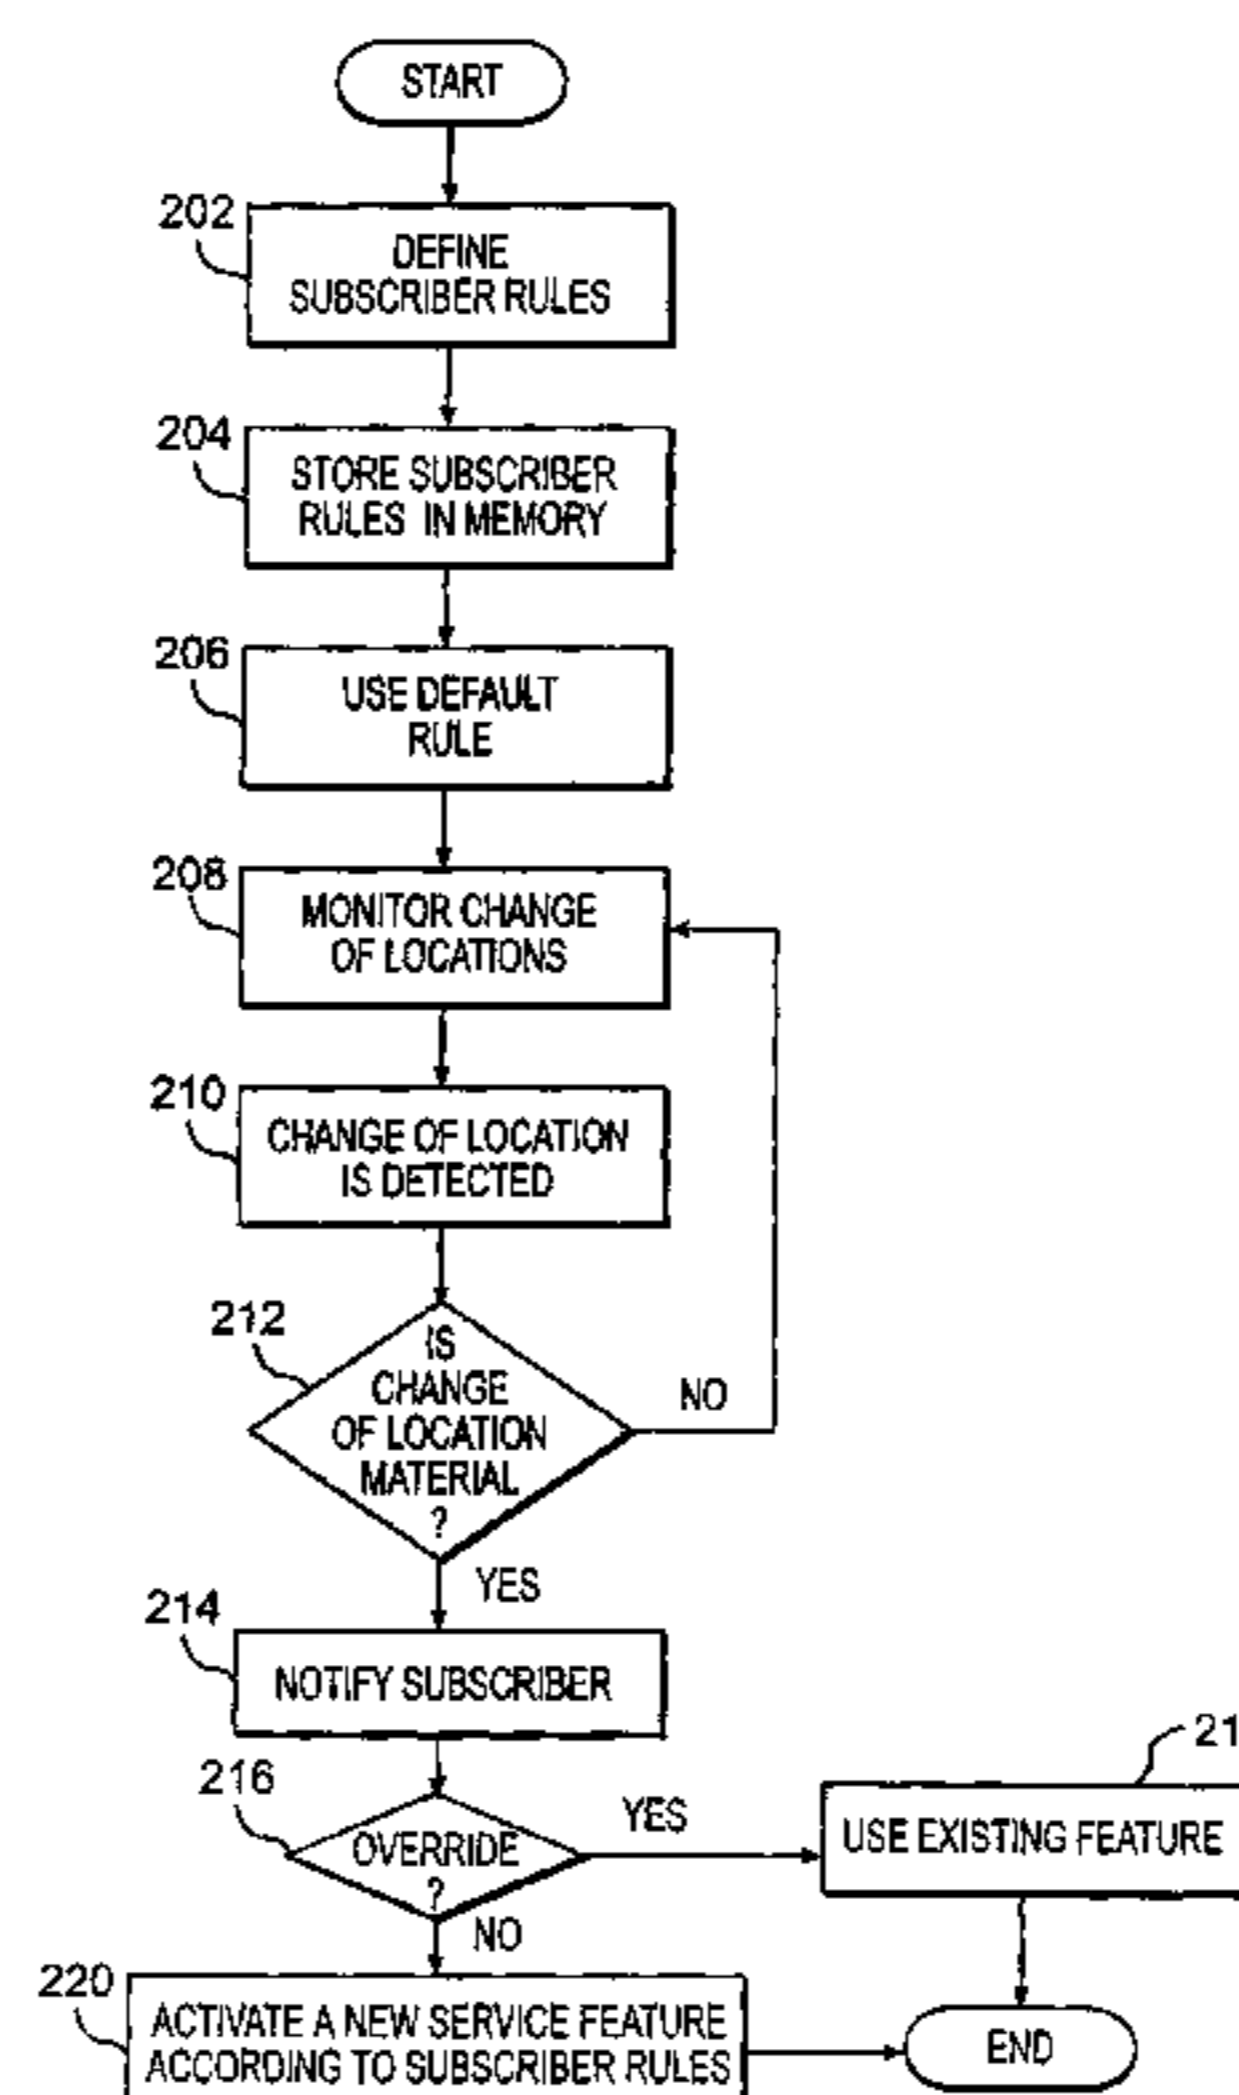 START
202
DEFINE
SUBSCRIBER RULES
204
STORE SUBSCRIBER
RULES IN MEMORY
206
USE DEFAULT
RULE
208
MONITOR CHANGE
OF LOCATIONS
210
CHANGE OF LOCATION
IS DETECTED
212
IS
CHANGE
OF LOCATION
MATERIAL
?
NO
YES
214
NOTIFY SUBSCRIBER
216
OVERRIDE
?
YES
21
USE EXISTING FEATURE
NO
220
ACTIVATE A NEW SERVICE FEATURE
ACCORDING TO SUBSCRIBER RULES
END